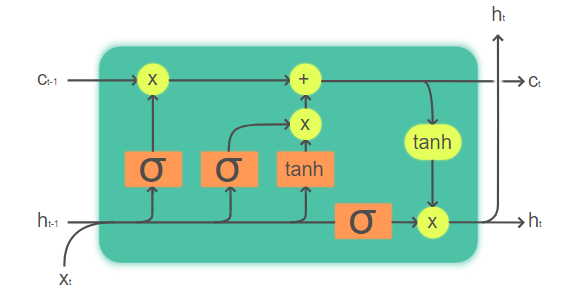 hₜ
Cₜ₋₁ x + Cₜ
x
σ σ tanh tanh
hₜ₋₁ σ x hₜ
xₜ